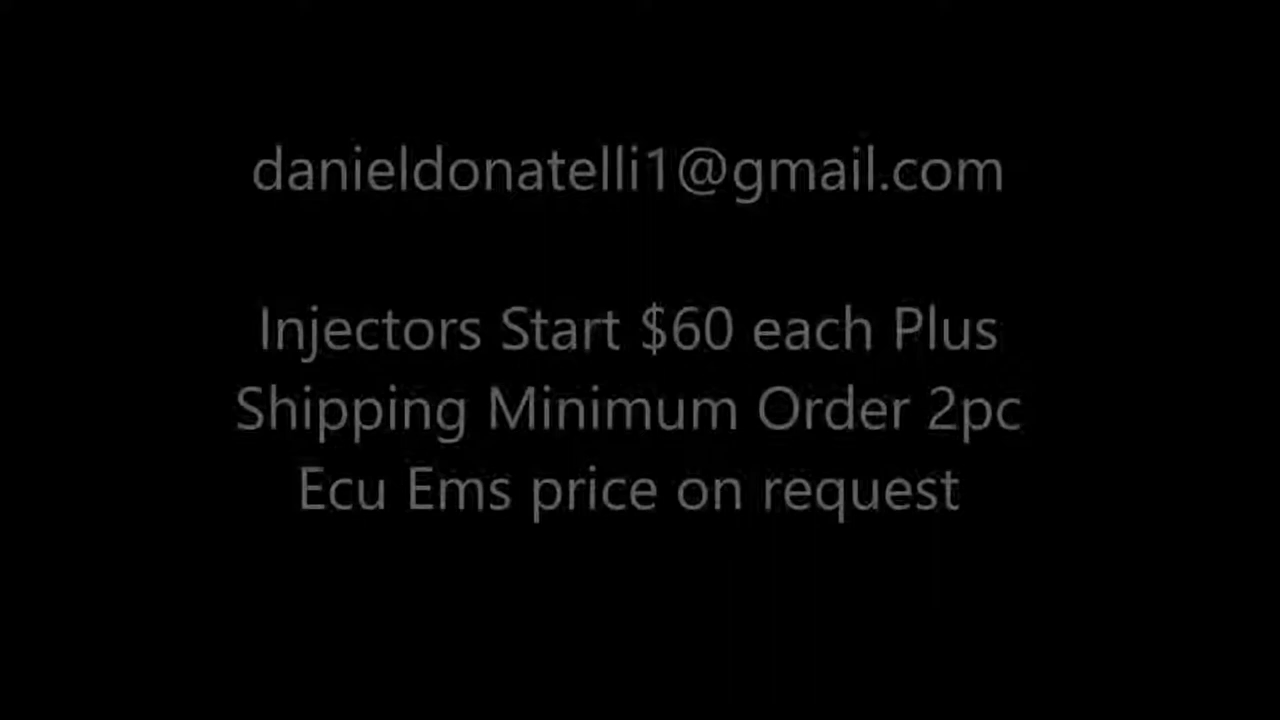 danieldonatelli1@gmail.com
Injectors Start $60 each Plus
Shipping Minimum Order 2pc
Ecu Ems price on request